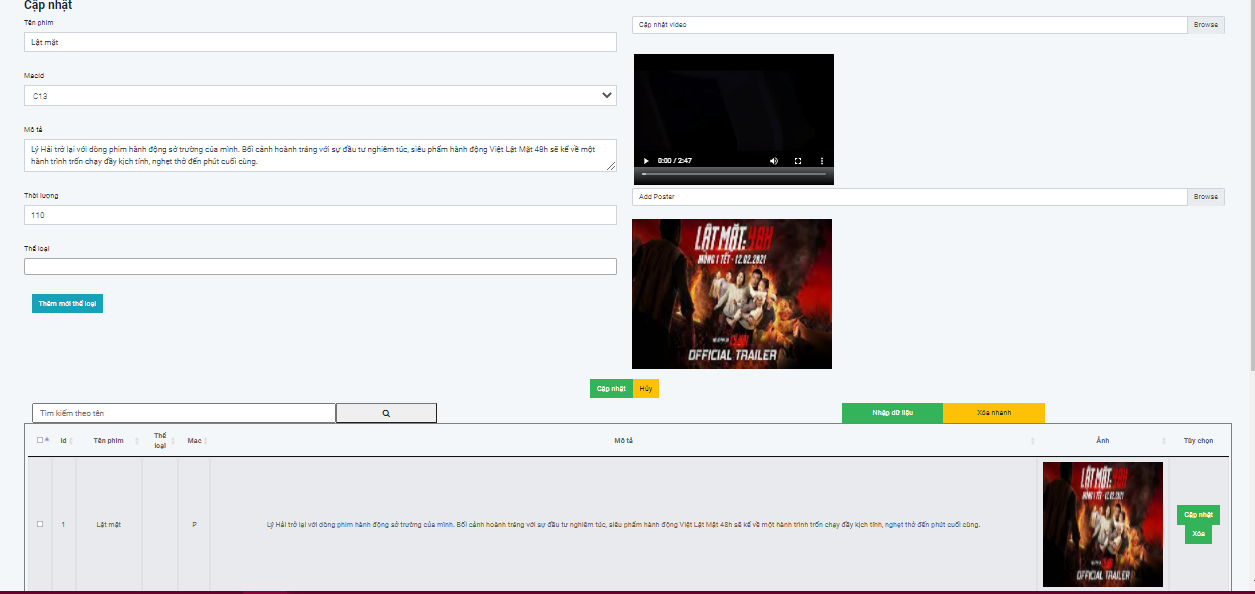 Cập nhật
Tên phim
Lật mặt
MacId
C13
Mô tả
Lý Hải trở lại với dòng phim hành động sở trường của mình. Bối cảnh hoành tráng với sự đầu tư nghiêm túc, siêu phẩm hành động Việt Lật Mặt 48h sẽ kể về một
hành trình trốn chạy đầy kịch tính, nghẹt thở đến phút cuối cùng.
Thời lượng
110
Thể loại
Thêm mới thể loại
Cập nhật video
Browse
0:00 / 2:47
Add Poster
Browse
LẬT MẶT: 48H
MÙNG 1 TẾT - 12.02.2021
OFFICIAL TRAILER
Cập nhật
Hủy
Tìm kiếm theo tên
Nhập dữ liệu
Xóa nhanh
Id
Tên phim
Thể
loại
Mac
Mô tả
Ảnh
Tùy chọn
1
Lật mặt
P
Lý Hải trở lại với dòng phim hành động sở trường của mình. Bối cảnh hoành tráng với sự đầu tư nghiêm túc, siêu phẩm hành động Việt Lật Mặt 48h sẽ kể về một hành trình trốn chạy đầy kịch tính, nghẹt thở đến phút cuối cùng.
LẬT MẶT: 48H
MÙNG 1 TẾT - 12.02.2021
OFFICIAL TRAILER
Cập nhật
Xóa